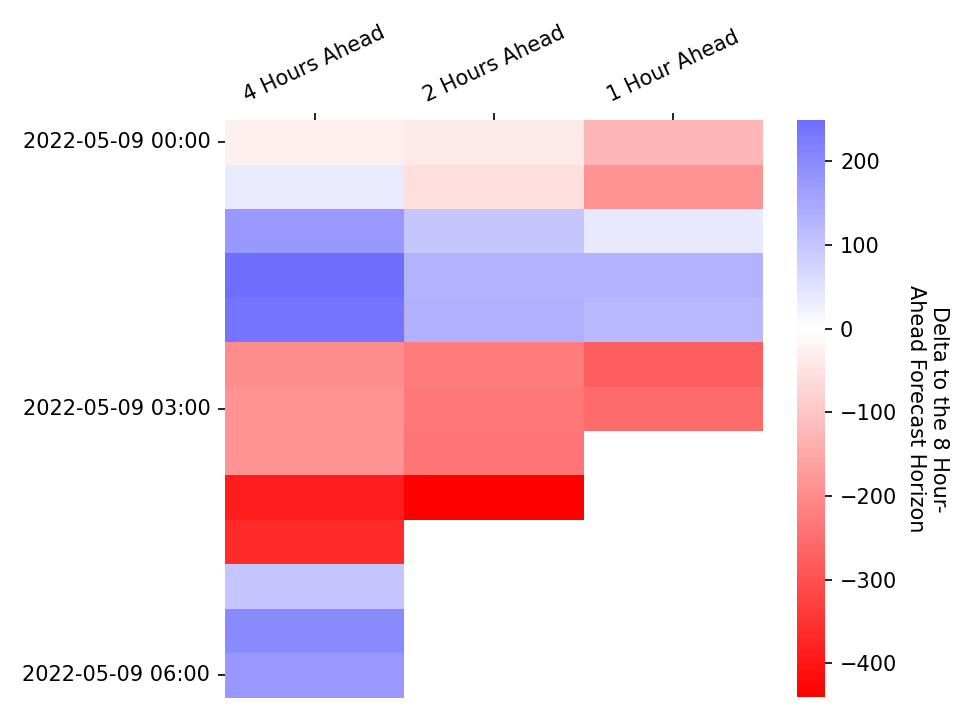 4 Hours Ahead
2 Hours Ahead
1 Hour Ahead
2022-05-09 00:00
2022-05-09 03:00
2022-05-09 06:00
200
100
0
−100
−200
−300
−400
Delta to the 8 Hour-
Ahead Forecast Horizon